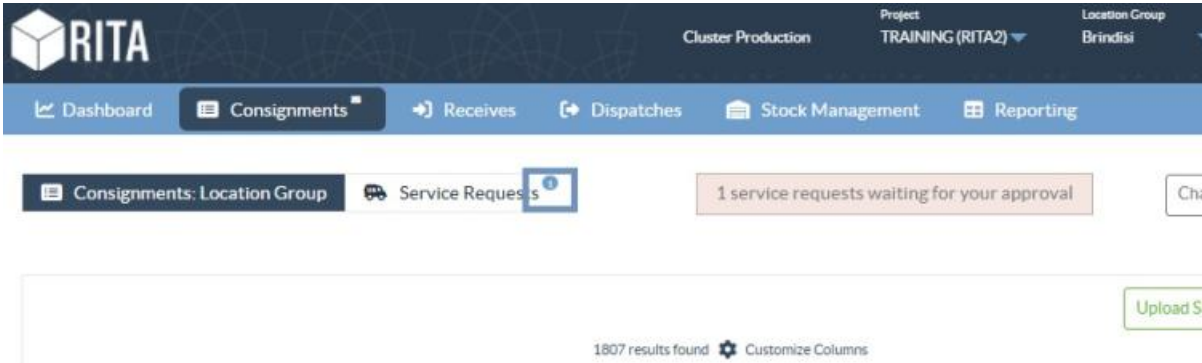 RITA
Cluster Production
Project
TRAINING (RITA2)
Location Group
Brindisi
Dashboard
Consignments
Receives
Dispatches
Stock Management
Reporting
Consignments: Location Group
Service Requests
1 service requests waiting for your approval
Cha
Upload S
1807 results found
Customize Columns